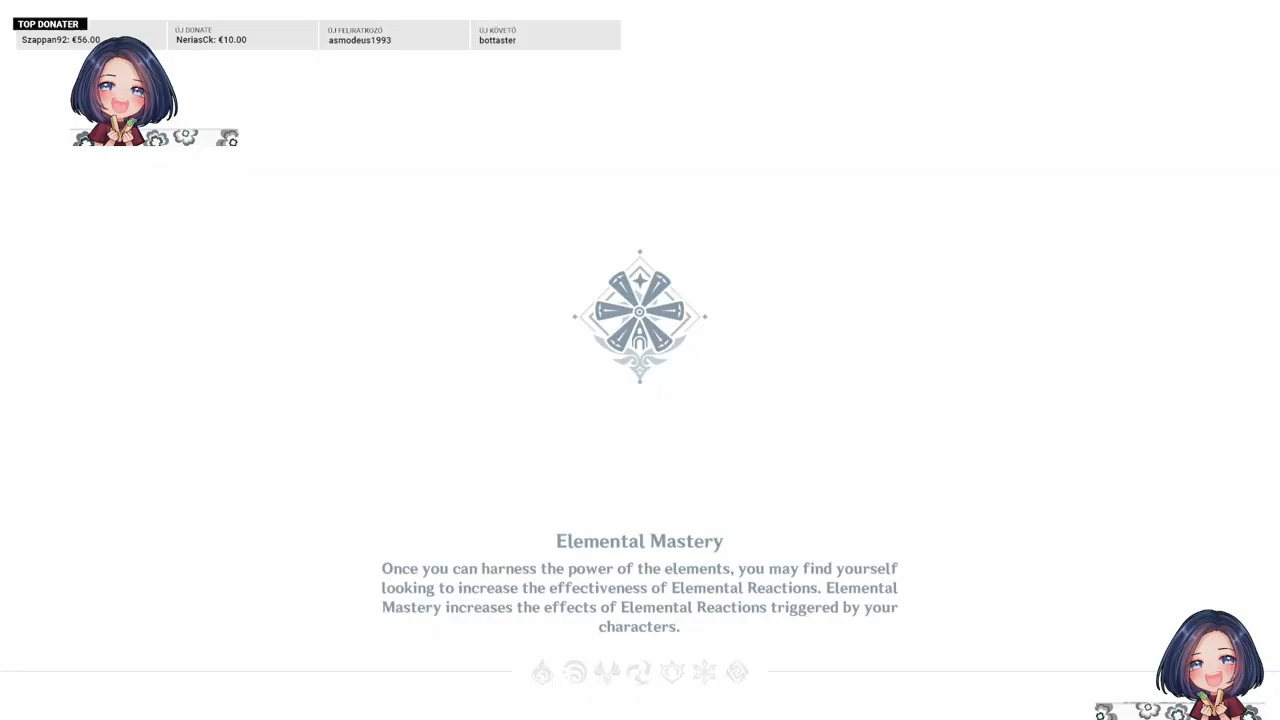 TOP DONATER
Szappan92: €56.00
ÚJ DONATE
NeriasCk: €10.00
ÚJ FELIRATKOZÓ
asmodeus1993
ÚJ KÖVETŐ
bottaster
Elemental Mastery
Once you can harness the power of the elements, you may find yourself
looking to increase the effectiveness of Elemental Reactions. Elemental
Mastery increases the effects of Elemental Reactions triggered by your
characters.